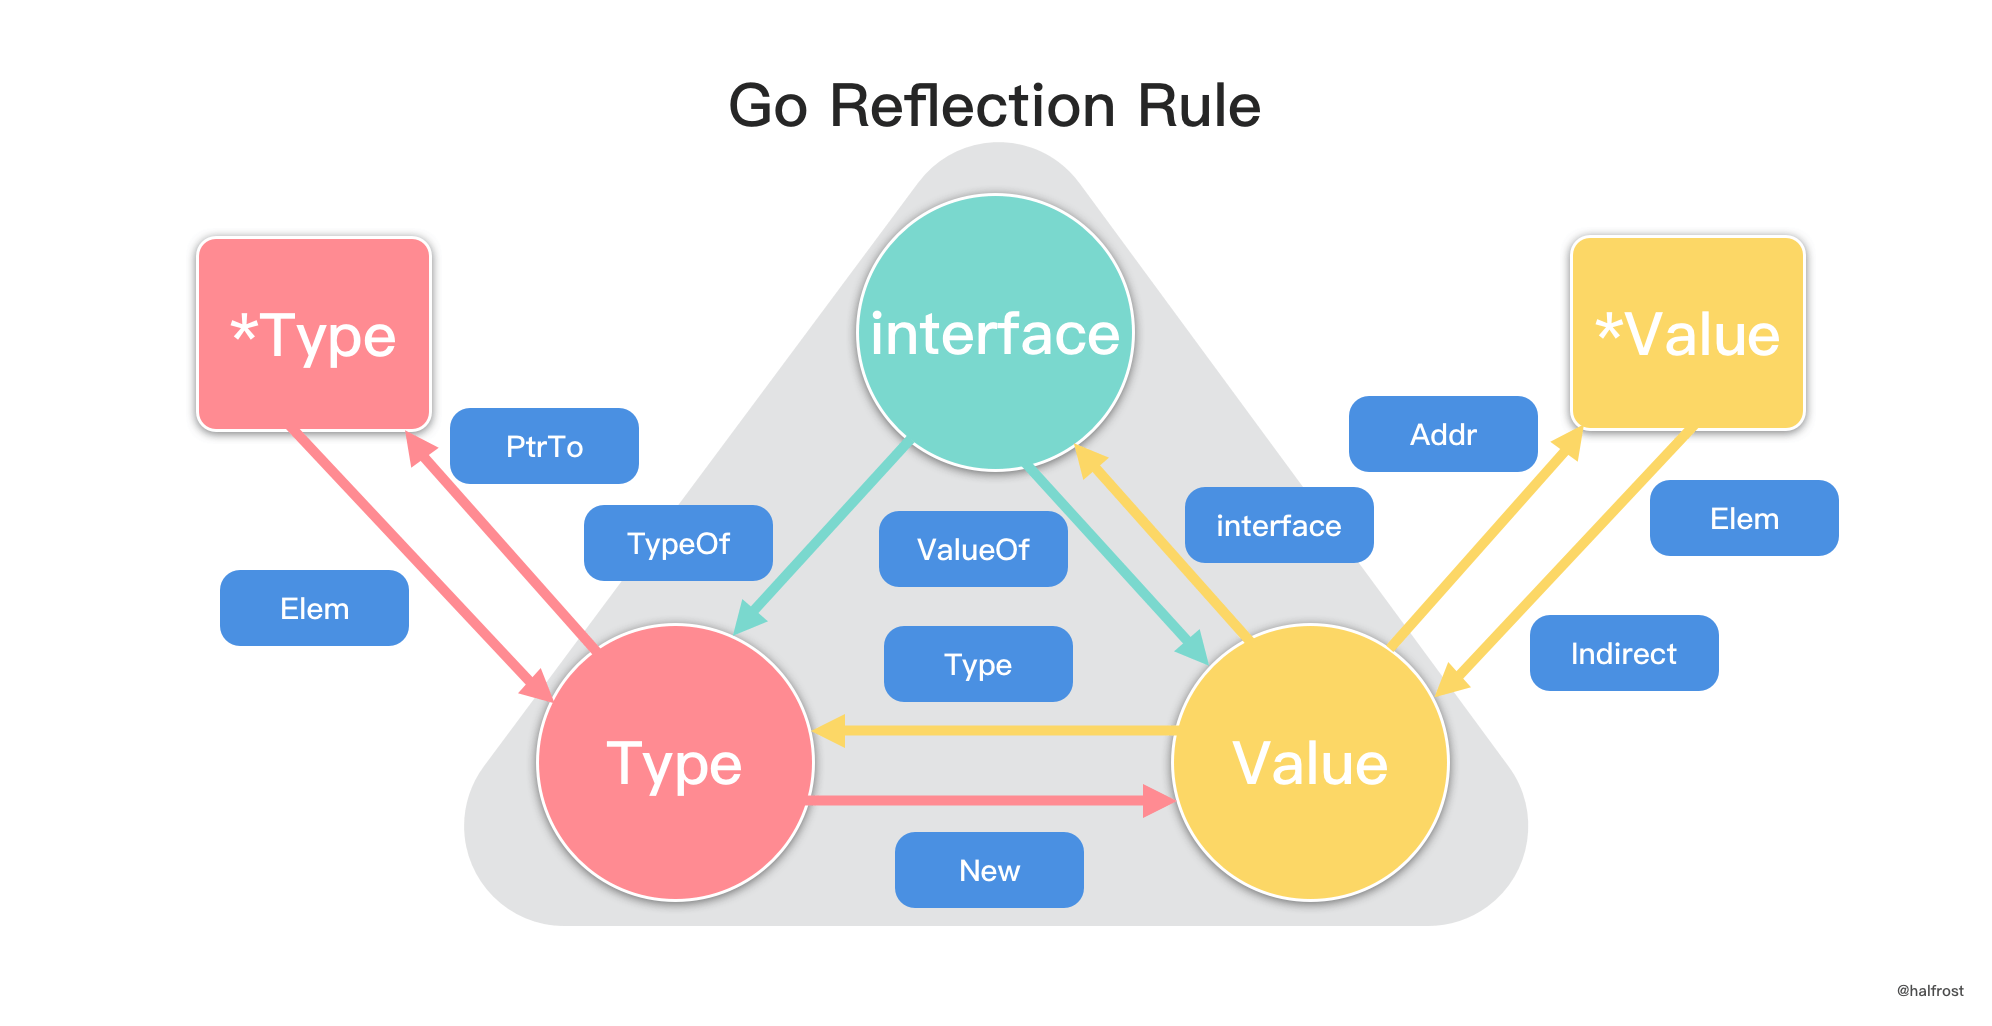 Go Reflection Rule
*Type
interface
*Value
PtrTo
Addr
TypeOf
ValueOf
interface
Elem
Elem
Type
Indirect
Type
Value
New
@halfrost